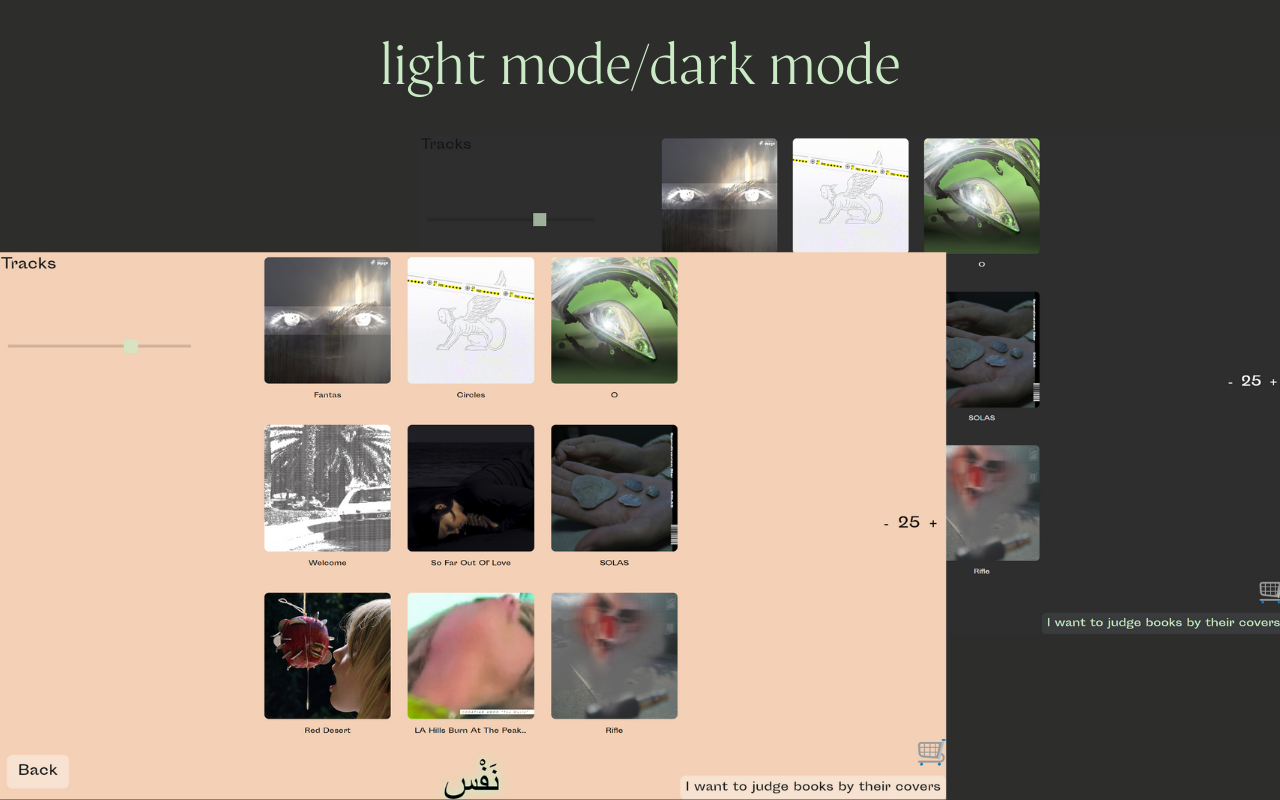 light mode/dark mode
Tracks
O
SOLAS
- 25 +
Rifle
I want to judge books by their covers
Tracks
Fantas
Circles
O
Welcome
So Far Out Of Love
SOLAS
- 25 +
Red Desert
LA Hills Burn At The Peak..
Rifle
Back
نَفْس
I want to judge books by their covers